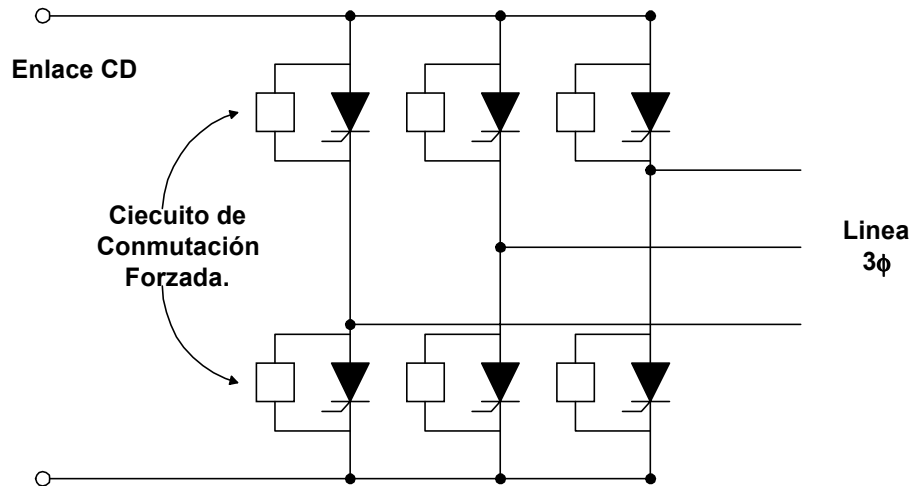 Enlace CD
Ciecuito de
Conmutación
Forzada.
Linea
3ϕ